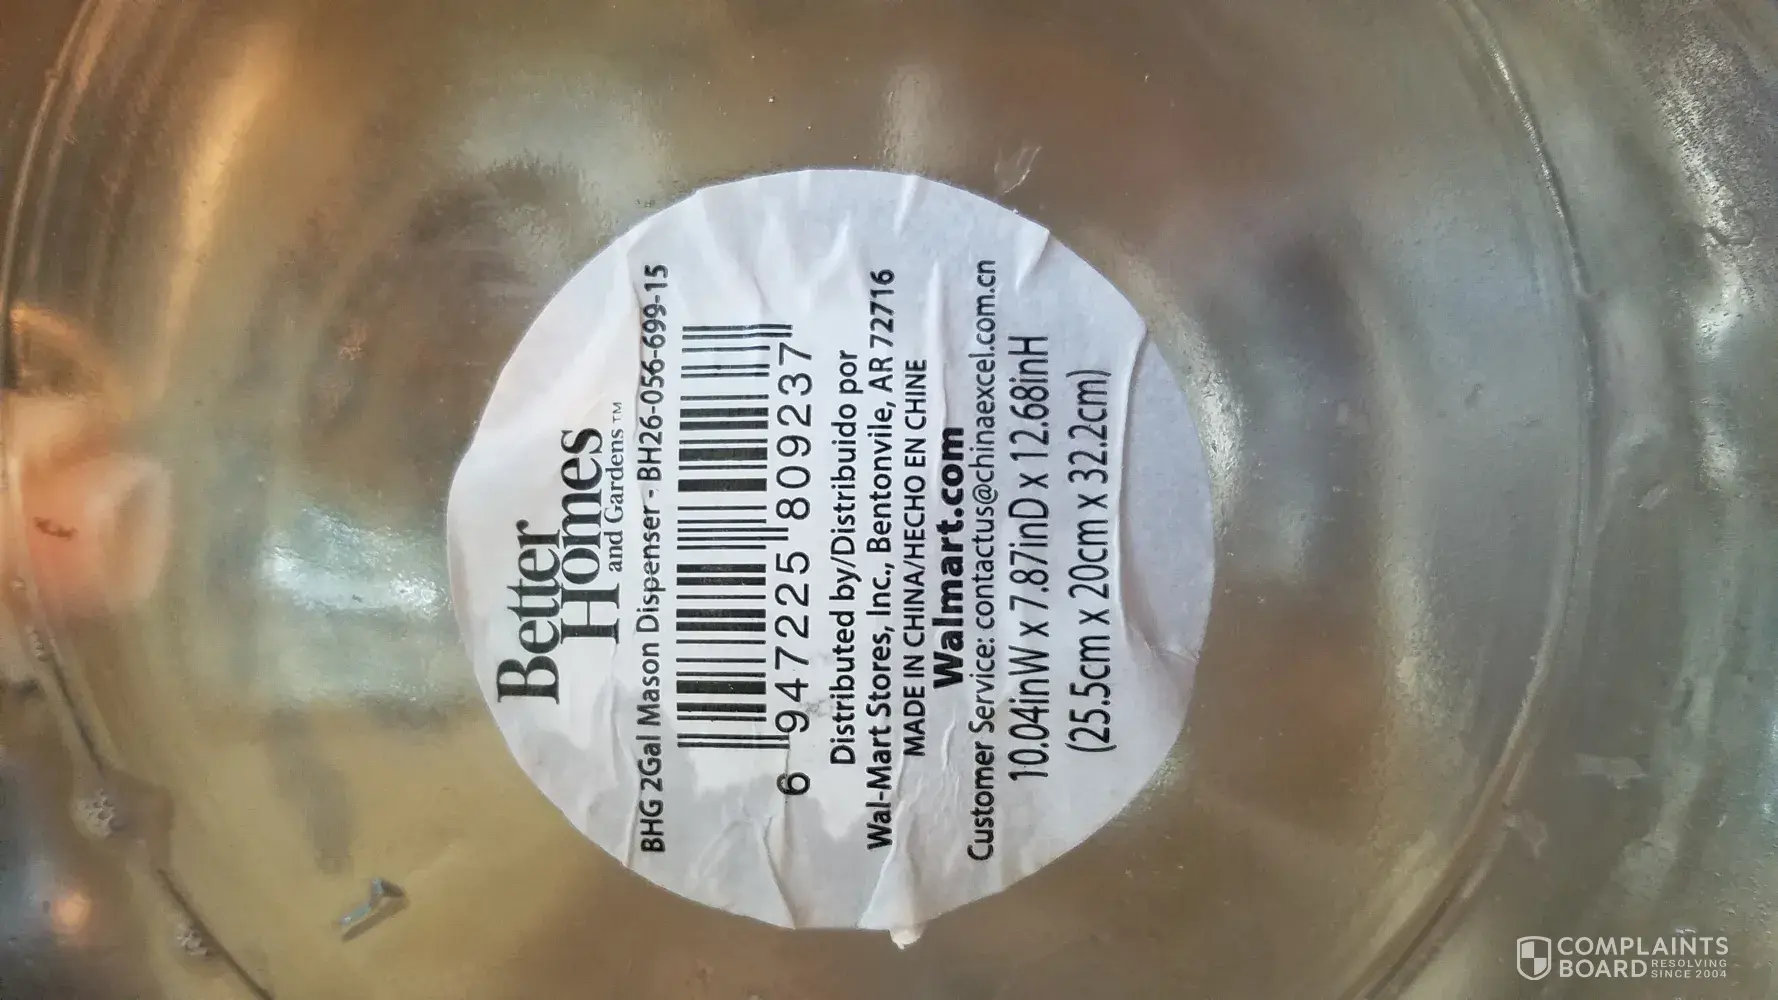 Better
Homes
and Gardens™
BHG 2Gal Mason Dispenser - BH26-056-699-15
6 947225 809237
Distributed by/Distribuido por
Wal-Mart Stores, Inc., Bentonvile, AR 72716
MADE IN CHINA/HECHO EN CHINE
Walmart.com
Customer Service: contactus@chinaexcel.com.cn
10.04inW x 7.87inD x 12.68inH
(25.5cm x 20cm x 32.2cm)
COMPLAINTS
BOARD RESOLVING
SINCE 2004